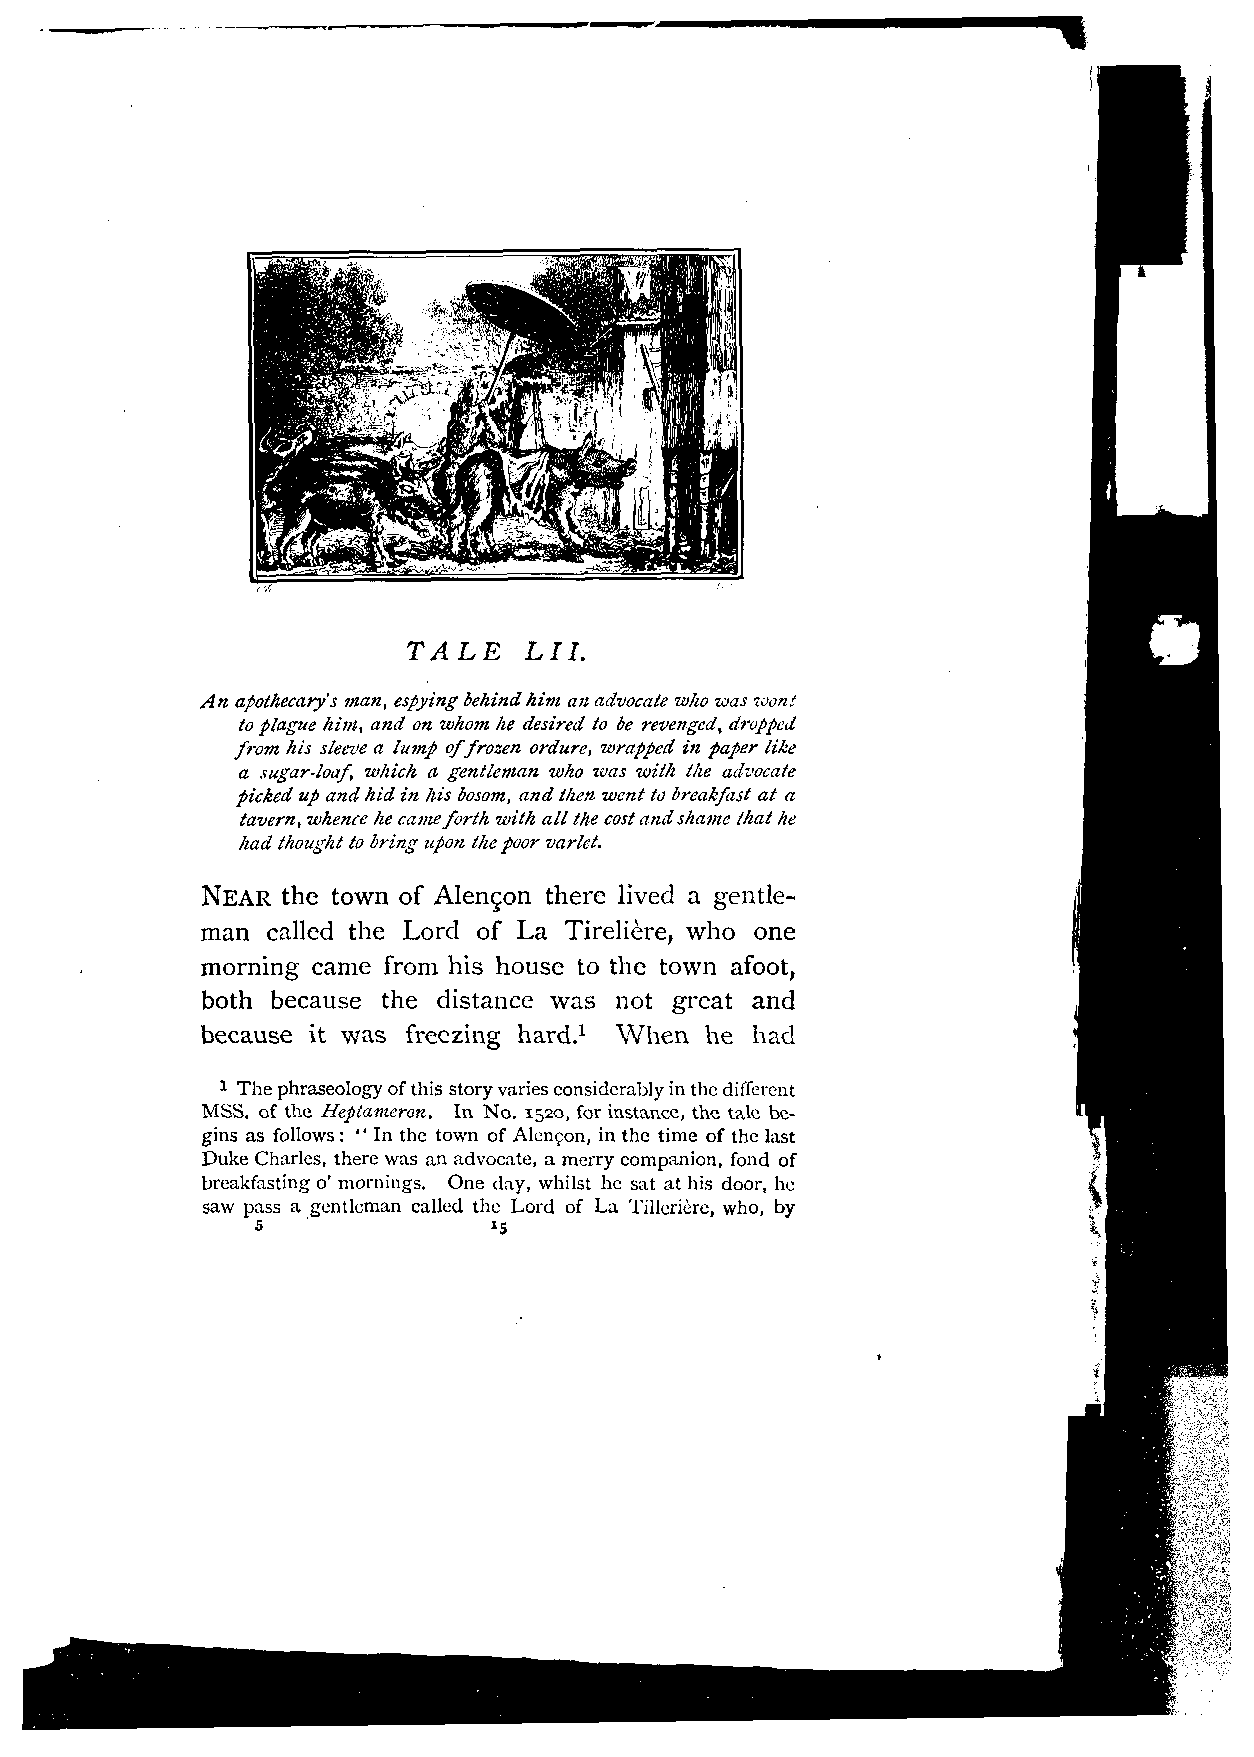 TALE LII.
An apothecary's man, espying behind him an advocate who was wont
to plague him, and on whom he desired to be revenged, dropped
from his sleeve a lump of frozen ordure, wrapped in paper like
a sugar-loaf, which a gentleman who was with the advocate
picked up and hid in his bosom, and then went to breakfast at a
tavern, whence he came forth with all the cost and shame that he
had thought to bring upon the poor varlet.
NEAR the town of Alençon there lived a gentle-
man called the Lord of La Tirelière, who one
morning came from his house to the town afoot,
both because the distance was not great and
because it was freezing hard.¹ When he had
¹ The phraseology of this story varies considerably in the different
MSS. of the Heptameron. In No. 1520, for instance, the tale be-
gins as follows: "In the town of Alençon, in the time of the last
Duke Charles, there was an advocate, a merry companion, fond of
breakfasting o' mornings. One day, whilst he sat at his door, he
saw pass a gentleman called the Lord of La Tillerière, who, by
5 15